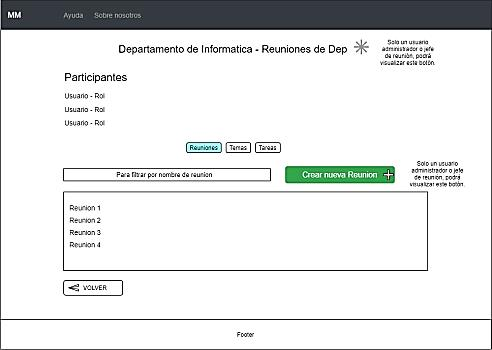 MM Ayuda Sobre nosotros
Departamento de Informatica - Reuniones de Dep
Solo un usuario
administrador o jefe
de reunión, podrá
visualizar este botón.
Participantes
Usuario - Rol
Usuario - Rol
Usuario - Rol
Reuniones Temas Tareas
Para filtrar por nombre de reunion
Crear nueva Reunion
Solo un usuario
administrador o jefe
de reunión, podrá
visualizar este botón.
Reunion 1
Reunion 2
Reunion 3
Reunion 4
VOLVER
Footer